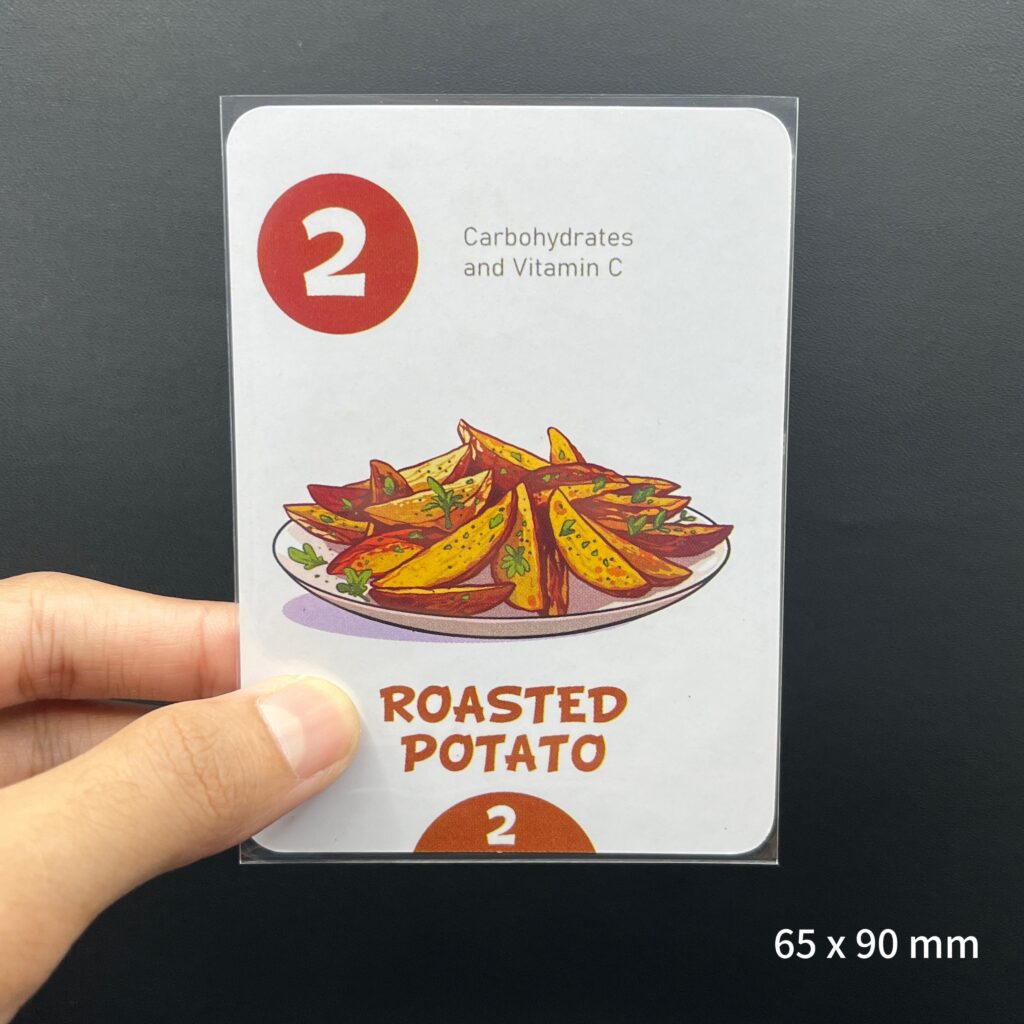 2
Carbohydrates
and Vitamin C
ROASTED
POTATO
2
65 x 90 mm